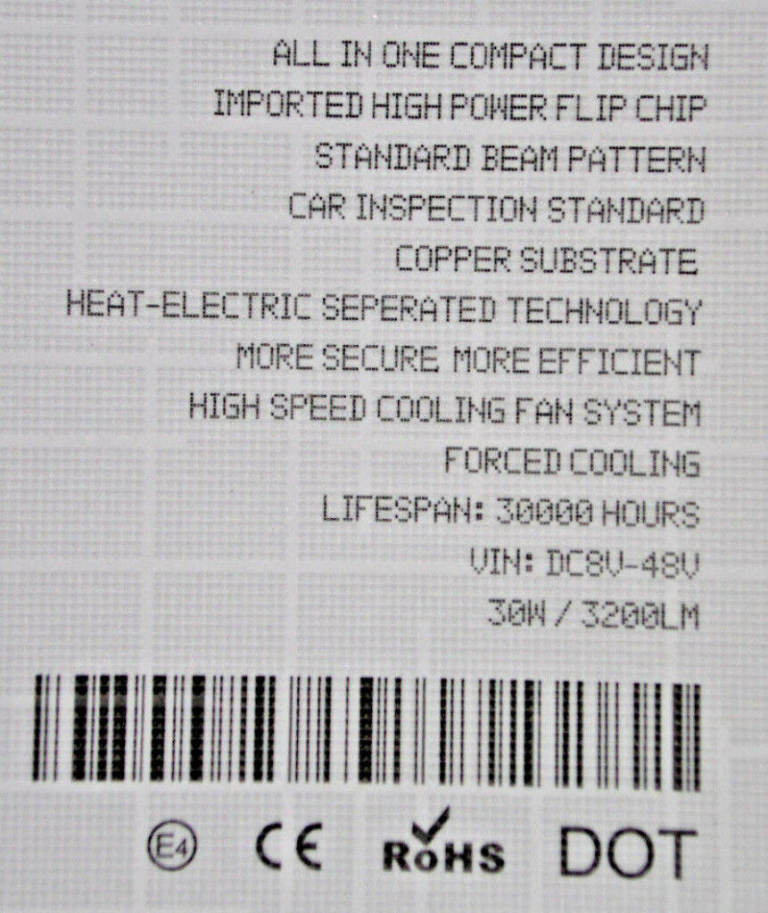 ALL IN ONE COMPACT DESIGN
IMPORTED HIGH POWER FLIP CHIP
STANDARD BEAM PATTERN
CAR INSPECTION STANDARD
COPPER SUBSTRATE
HEAT-ELECTRIC SEPERATED TECHNOLOGY
MORE SECURE MORE EFFICIENT
HIGH SPEED COOLING FAN SYSTEM
FORCED COOLING
LIFESPAN: 30000 HOURS
VIN: DC8V-48V
30W / 3200LM
E4 CE RoHS DOT